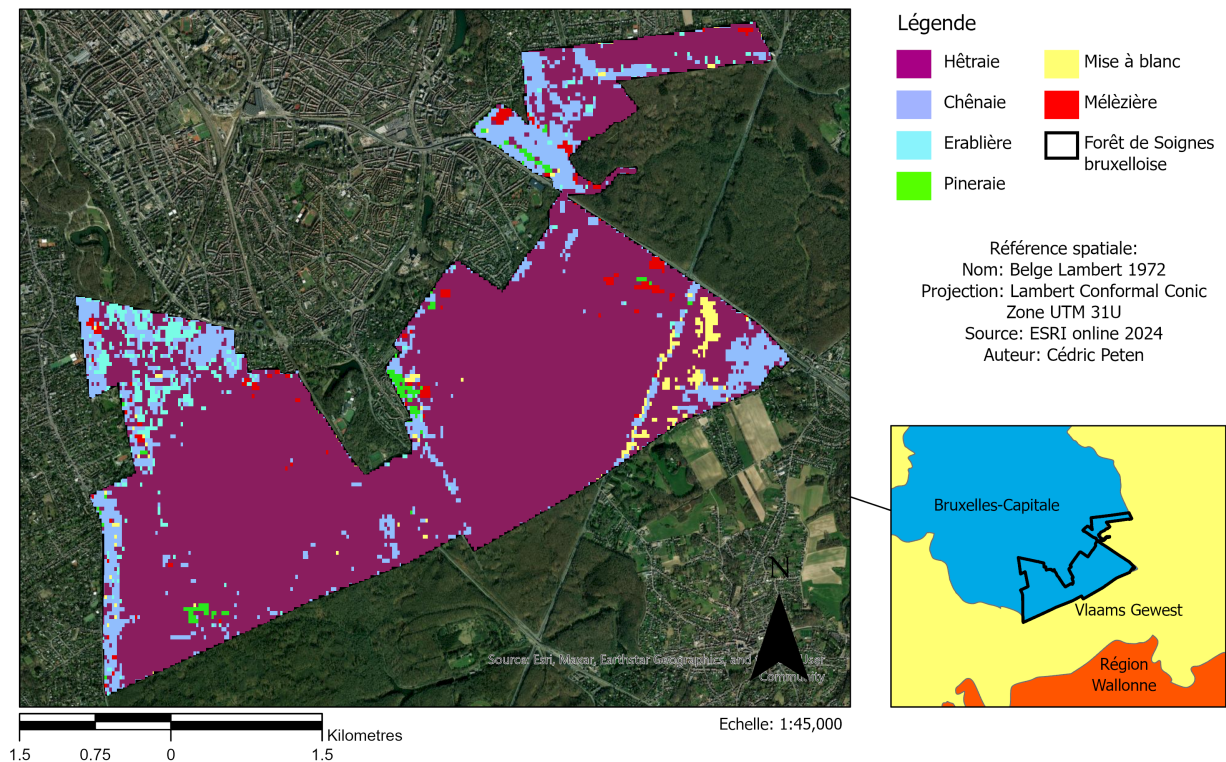 Légende
Hêtraie
Mise à blanc
Chênaie
Mélèzière
Erablière
Forêt de Soignes
bruxelloise
Pineraie
Référence spatiale:
Nom: Belge Lambert 1972
Projection: Lambert Conformal Conic
Zone UTM 31U
Source: ESRI online 2024
Auteur: Cédric Peten
N
Source: Esri, Maxar, Earthstar Geographics, and User
Community
Bruxelles-Capitale
Vlaams Gewest
Région
Wallonne
Echelle: 1:45,000
Kilometres
1.5 0.75 0 1.5